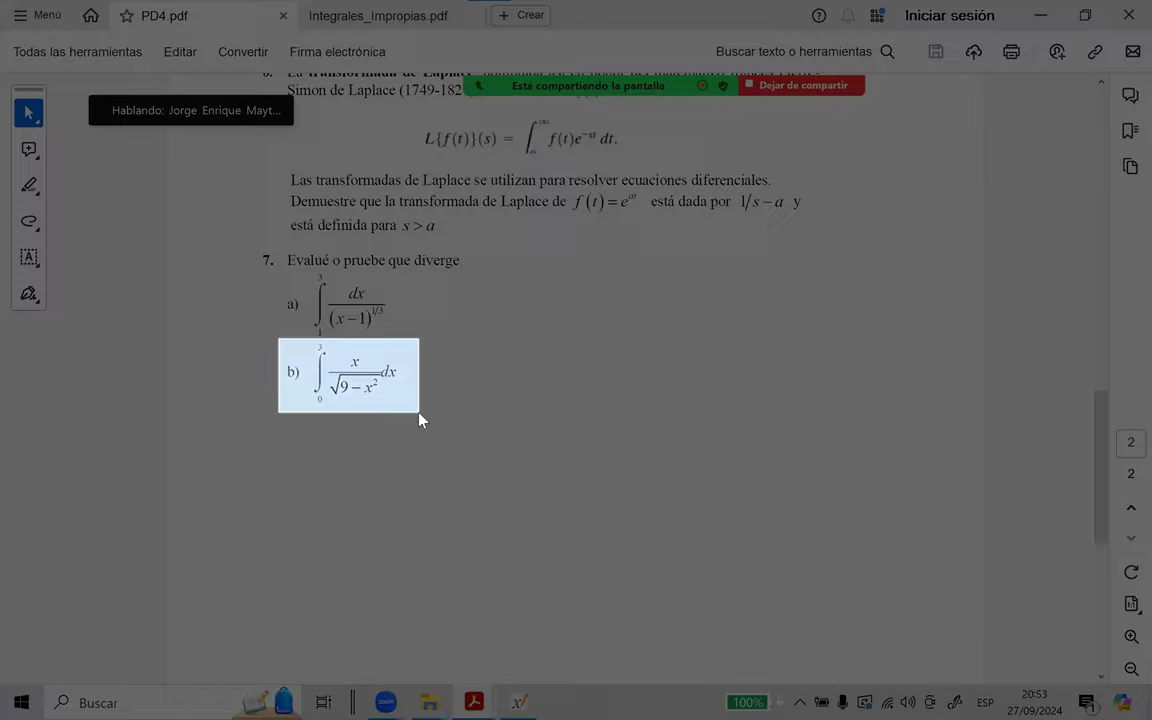 Menú
PD4.pdf
Integrales_Impropias.pdf
Crear
Iniciar sesión
Todas las herramientas
Editar
Convertir
Firma electrónica
Buscar texto o herramientas
Está compartiendo la pantalla
Dejar de compartir
Hablando: Jorge Enrique Mayt...
Simon de Laplace (1749-182
L{f(t)}(s) = ∫ f(t)e^{-st} dt.
Las transformadas de Laplace se utilizan para resolver ecuaciones diferenciales.
Demuestre que la transformada de Laplace de f(t) = e^{at} está dada por 1/s − a y
está definida para s > a
7. Evalué o pruebe que diverge
a) ∫_1^3 dx/(x−1)^{1/3}
b) ∫_0^3 x/√(9−x^2) dx
2
2
Buscar
zoom
100%
ESP
20:53
27/09/2024
1